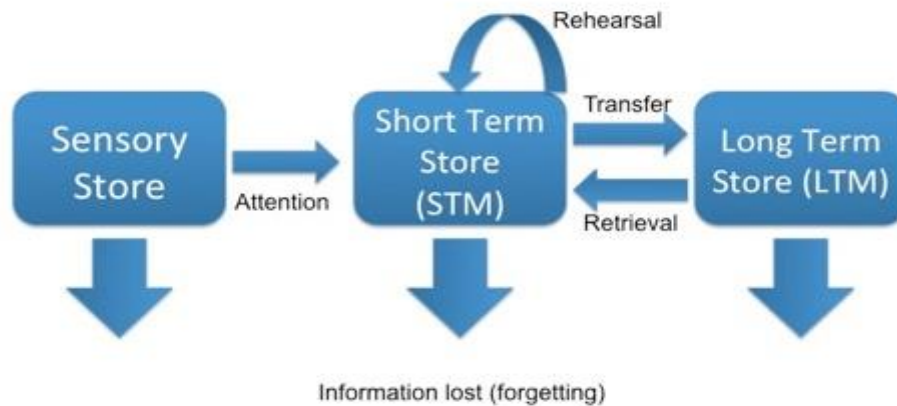 Rehearsal
Sensory
Store
Attention
Short Term
Store
(STM)
Transfer
Retrieval
Long Term
Store (LTM)
Information lost (forgetting)